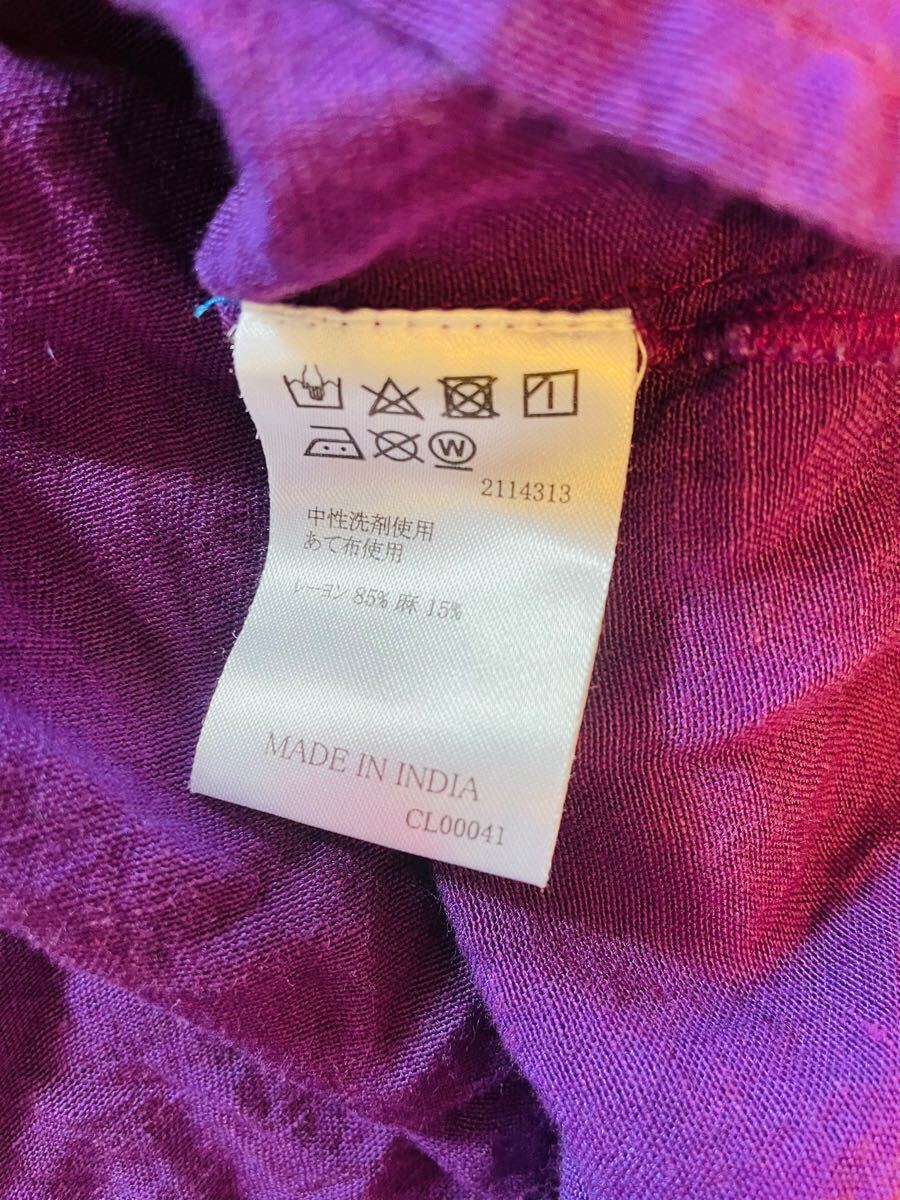 W
2114313
中性洗剤使用
あて布使用
レーヨン 85% 麻 15%
MADE IN INDIA
CL00041